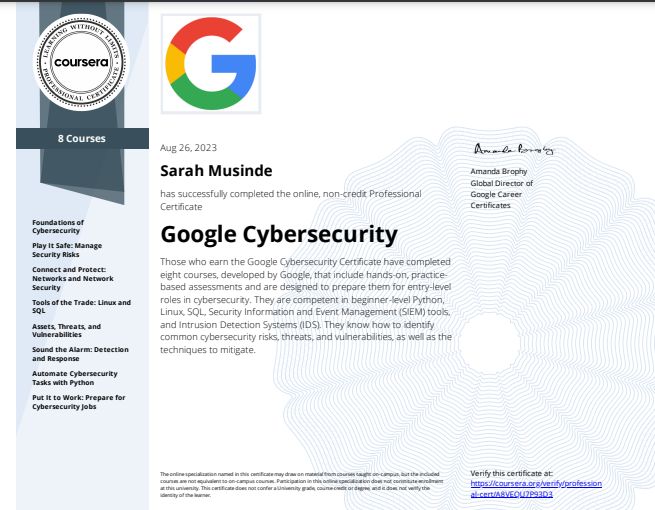 LEARNING WITHOUT LIMITS
coursera
PROFESSIONAL CERTIFICATE
8 Courses
Foundations of
Cybersecurity
Play It Safe: Manage
Security Risks
Connect and Protect:
Networks and Network
Security
Tools of the Trade: Linux and
SQL
Assets, Threats, and
Vulnerabilities
Sound the Alarm: Detection
and Response
Automate Cybersecurity
Tasks with Python
Put It to Work: Prepare for
Cybersecurity Jobs
G
Aug 26, 2023
Sarah Musinde
has successfully completed the online, non-credit Professional
Certificate
Google Cybersecurity
Those who earn the Google Cybersecurity Certificate have completed
eight courses, developed by Google, that include hands-on, practice-
based assessments and are designed to prepare them for entry-level
roles in cybersecurity. They are competent in beginner-level Python,
Linux, SQL, Security Information and Event Management (SIEM) tools,
and Intrusion Detection Systems (IDS). They know how to identify
common cybersecurity risks, threats, and vulnerabilities, as well as the
techniques to mitigate.
Amanda Brophy
Amanda Brophy
Global Director of
Google Career
Certificates
The online specialization named in this certificate may draw on material from courses taught on-campus, but the included
courses are not equivalent to on-campus courses. Participation in this online specialization does not constitute enrollment
at this university. This certificate does not confer a University grade, course credit or degree, and it does not verify the
identity of the learner.
Verify this certificate at:
https://coursera.org/verify/profession
al-cert/A8VEQU7P93D3